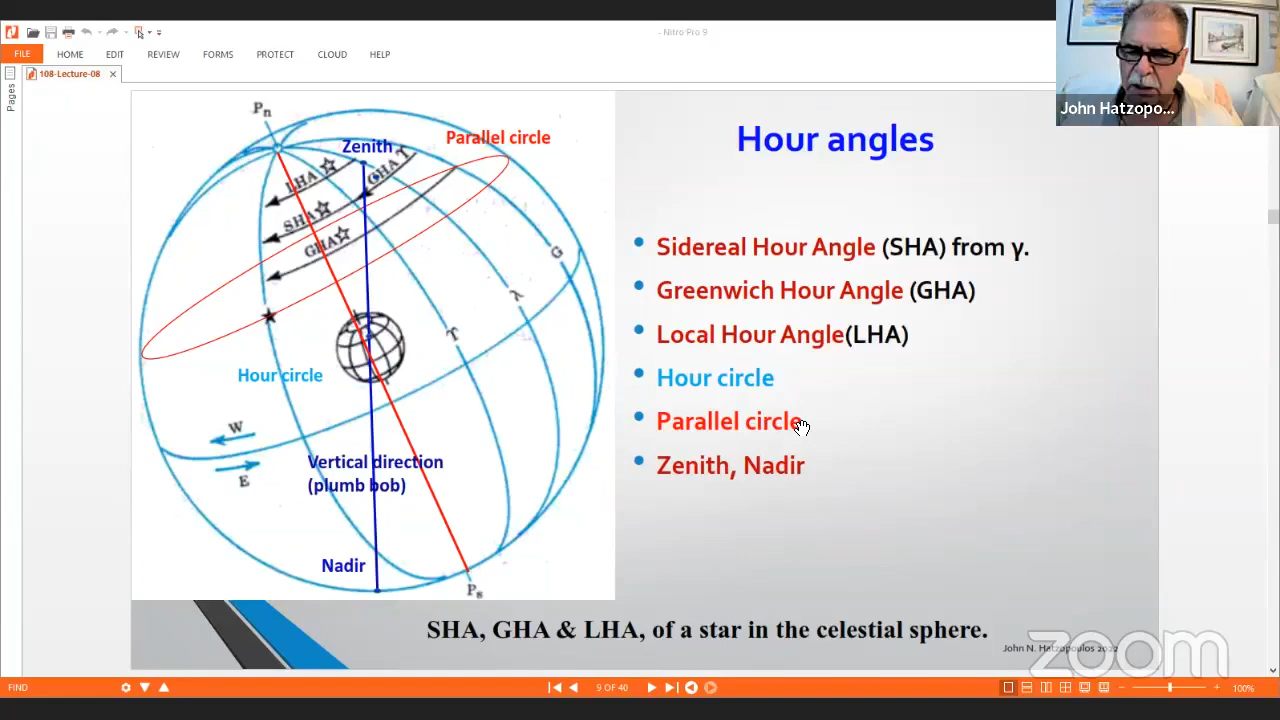 - Nitro Pro 9
FILE HOME EDIT REVIEW FORMS PROTECT CLOUD HELP
108-Lecture-08
Pages
John Hatzopo...
Hour angles
Sidereal Hour Angle (SHA) from γ.
Greenwich Hour Angle (GHA)
Local Hour Angle(LHA)
Hour circle
Parallel circle
Zenith, Nadir
Pn
Zenith
Parallel circle
LHA
GHA ϒ
SHA
GHA
G
λ
ϒ
Hour circle
W
E
Vertical direction
(plumb bob)
Nadir
Ps
SHA, GHA & LHA, of a star in the celestial sphere.
John N. Hatzopoulos 2022
zoom
FIND
9 OF 40
100%